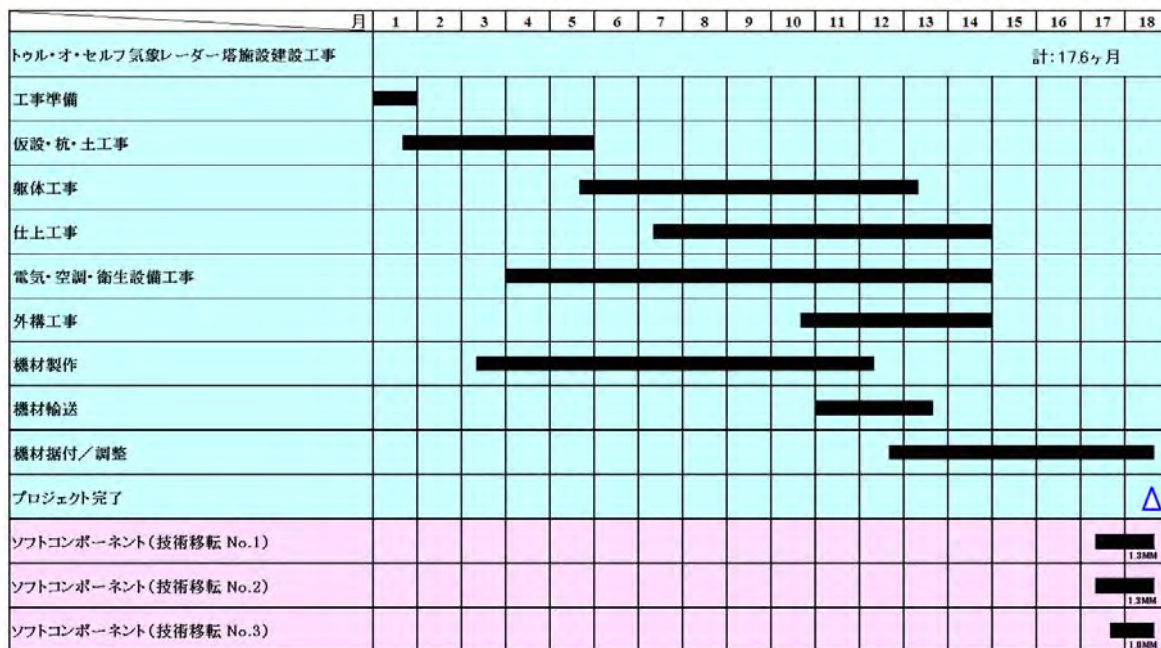 月 1 2 3 4 5 6 7 8 9 10 11 12 13 14 15 16 17 18
トゥル・オ・セルフ気象レーダー塔施設建設工事 計:17.6ヶ月
工事準備
仮設・杭・土工事
躯体工事
仕上工事
電気・空調・衛生設備工事
外構工事
機材製作
機材輸送
機材据付/調整
プロジェクト完了
ソフトコンポーネント(技術移転 No.1)
1.3MM
ソフトコンポーネント(技術移転 No.2)
1.3MM
ソフトコンポーネント(技術移転 No.3)
1.0MM